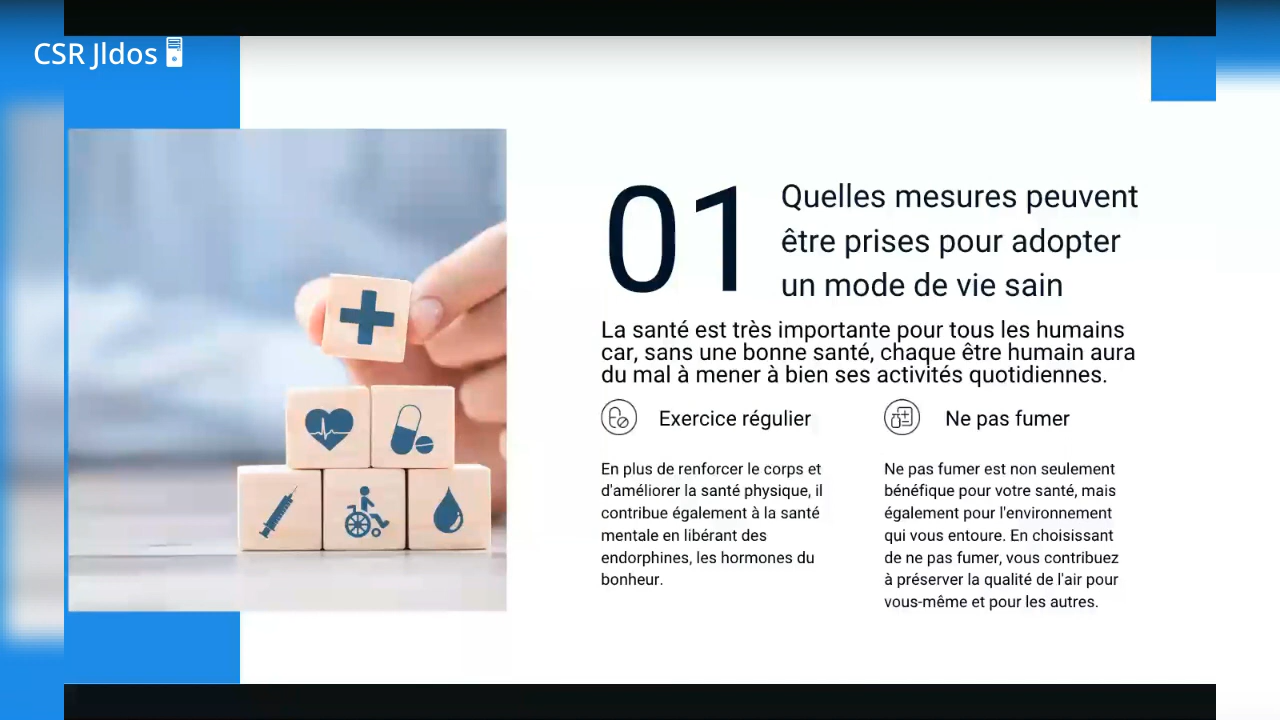 CSR Jldos
01
Quelles mesures peuvent
être prises pour adopter
un mode de vie sain
La santé est très importante pour tous les humains
car, sans une bonne santé, chaque être humain aura
du mal à mener à bien ses activités quotidiennes.
Exercice régulier
En plus de renforcer le corps et
d'améliorer la santé physique, il
contribue également à la santé
mentale en libérant des
endorphines, les hormones du
bonheur.
Ne pas fumer
Ne pas fumer est non seulement
bénéfique pour votre santé, mais
également pour l'environnement
qui vous entoure. En choisissant
de ne pas fumer, vous contribuez
à préserver la qualité de l'air pour
vous-même et pour les autres.